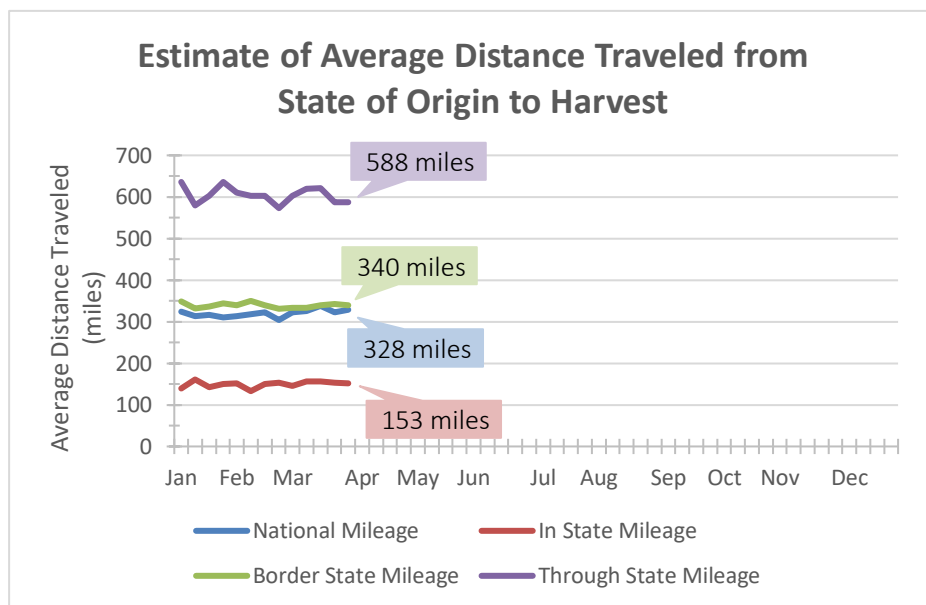 Estimate of Average Distance Traveled from
State of Origin to Harvest
Average Distance Traveled
(miles)
700
600
500
400
300
200
100
0
588 miles
340 miles
328 miles
153 miles
Jan Feb Mar Apr May Jun Jul Aug Sep Oct Nov Dec
National Mileage In State Mileage
Border State Mileage Through State Mileage